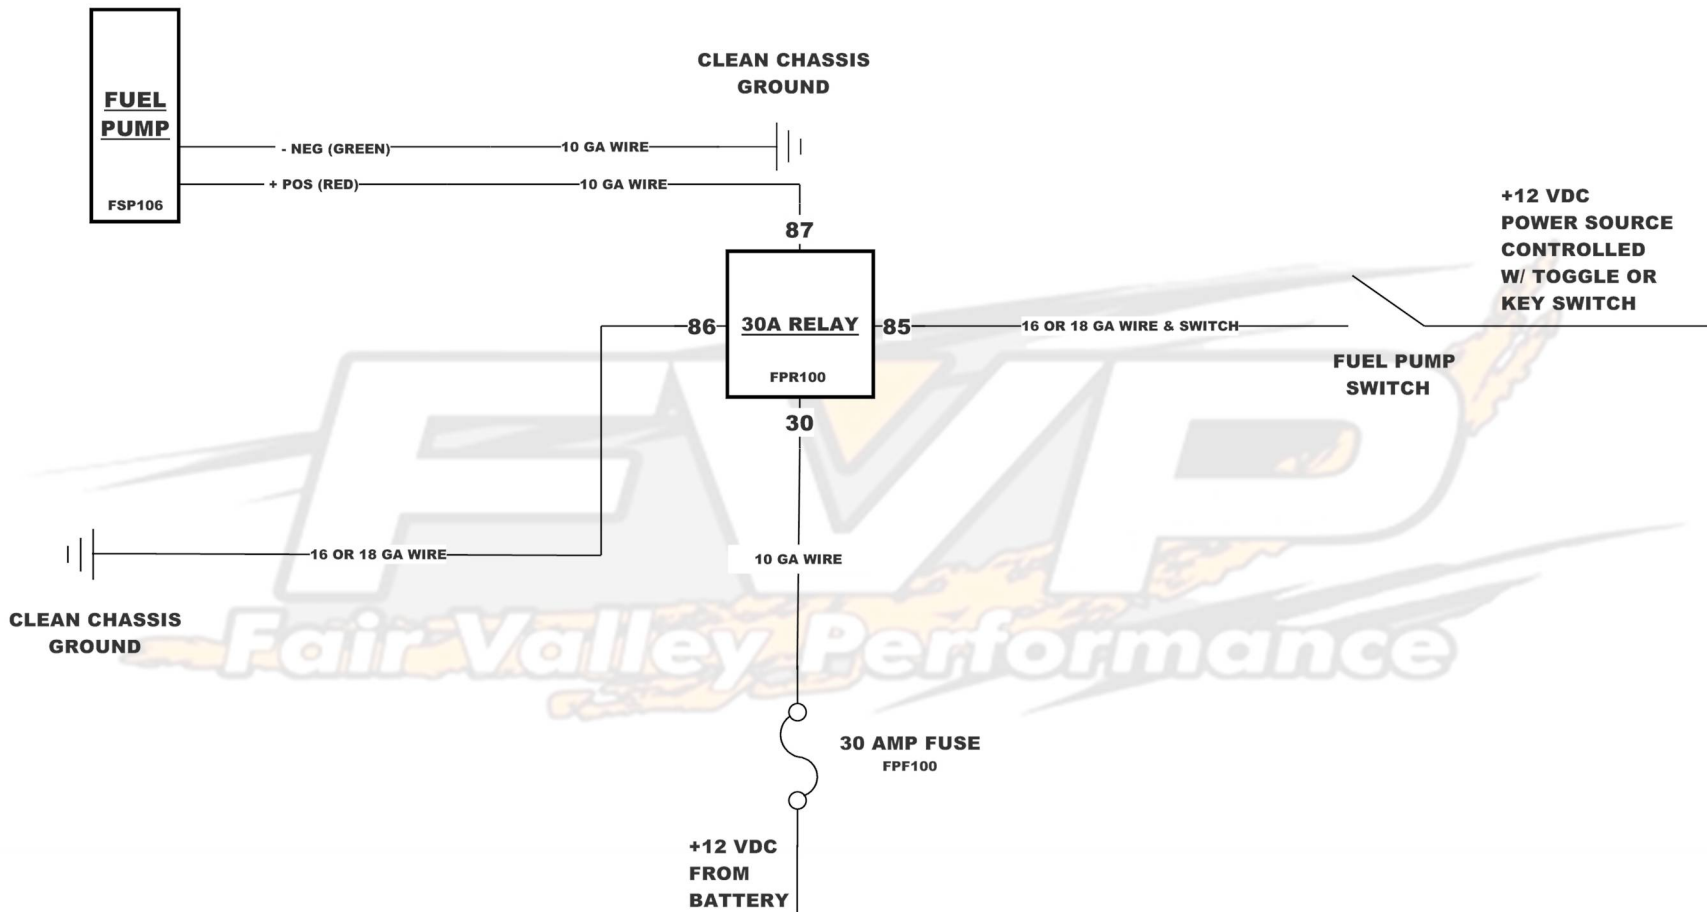 CLEAN CHASSIS
GROUND
FUEL
PUMP
- NEG (GREEN)
10 GA WIRE
+ POS (RED)
10 GA WIRE
FSP106
87
+12 VDC
POWER SOURCE
CONTROLLED
W/ TOGGLE OR
KEY SWITCH
86
30A RELAY
85
16 OR 18 GA WIRE & SWITCH
FPR100
FUEL PUMP
SWITCH
30
16 OR 18 GA WIRE
10 GA WIRE
CLEAN CHASSIS
GROUND
FVP
Fair Valley Performance
30 AMP FUSE
FPF100
+12 VDC
FROM
BATTERY